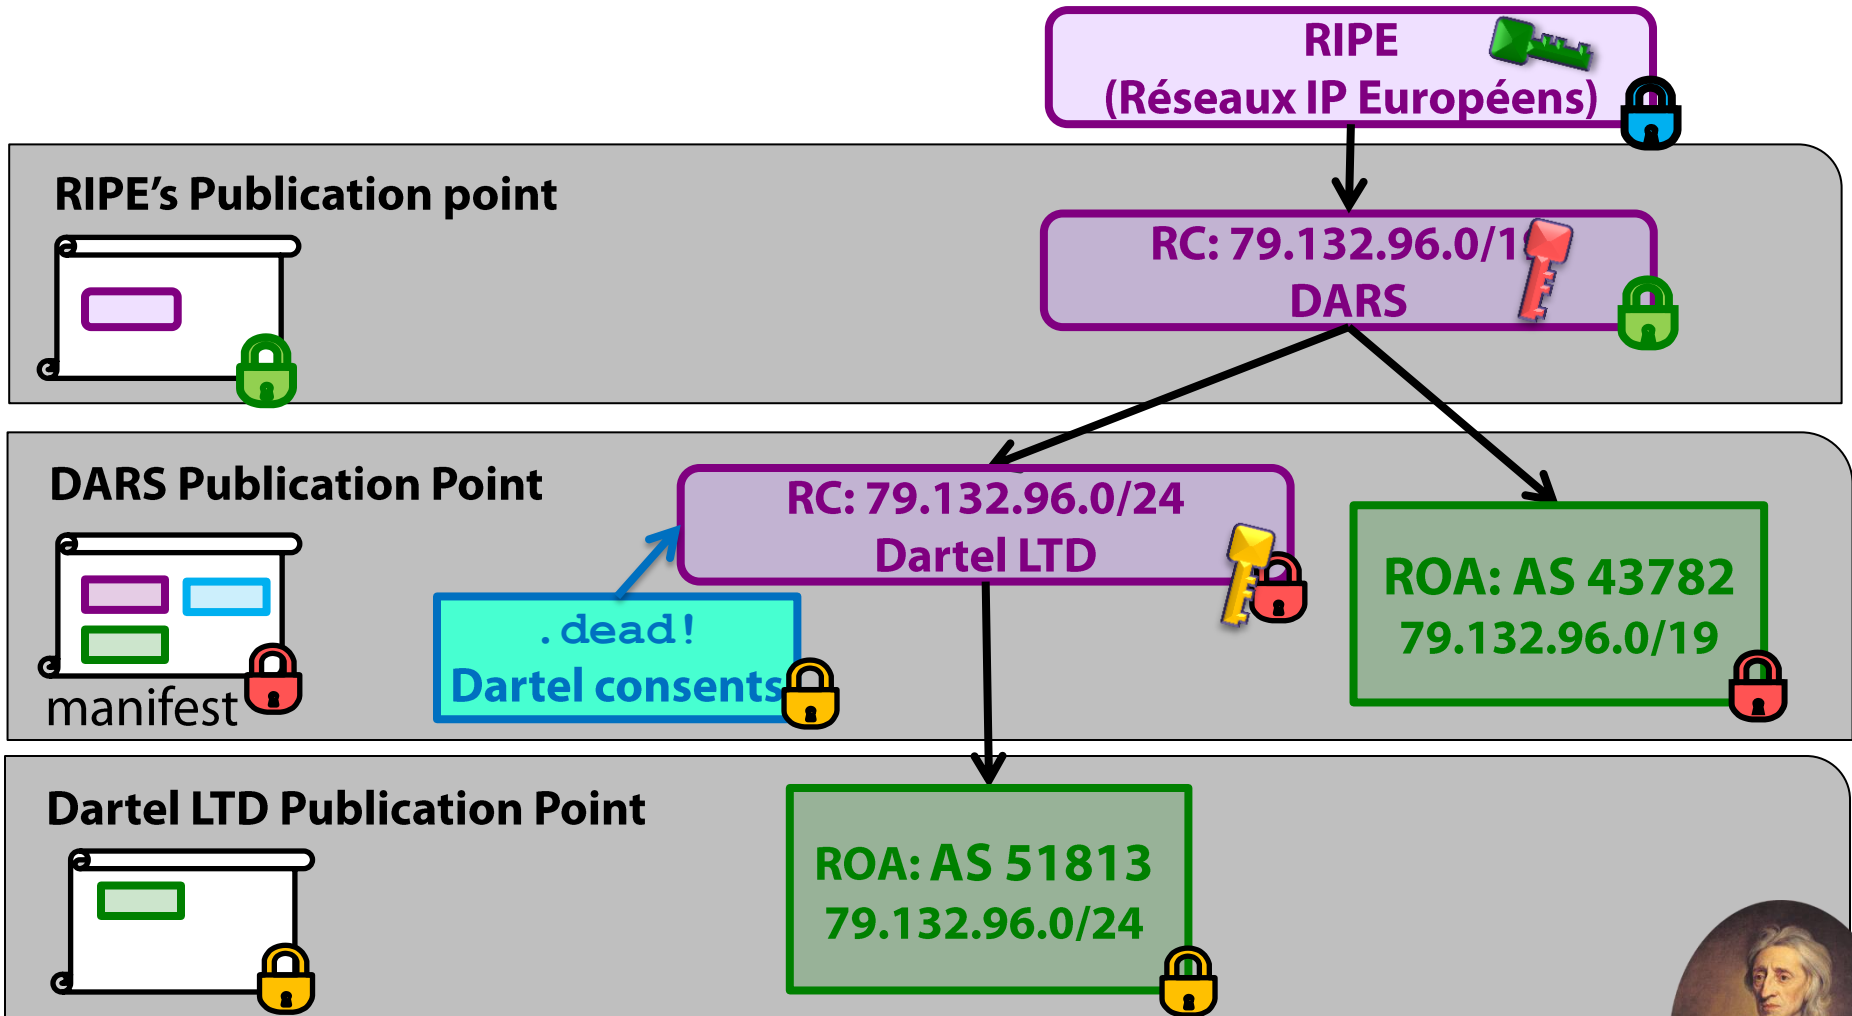 RIPE
(Réseaux IP Européens)
RIPE's Publication point
RC: 79.132.96.0/1
DARS
DARS Publication Point
RC: 79.132.96.0/24
Dartel LTD
.dead!
Dartel consents
ROA: AS 43782
79.132.96.0/19
manifest
Dartel LTD Publication Point
ROA: AS 51813
79.132.96.0/24